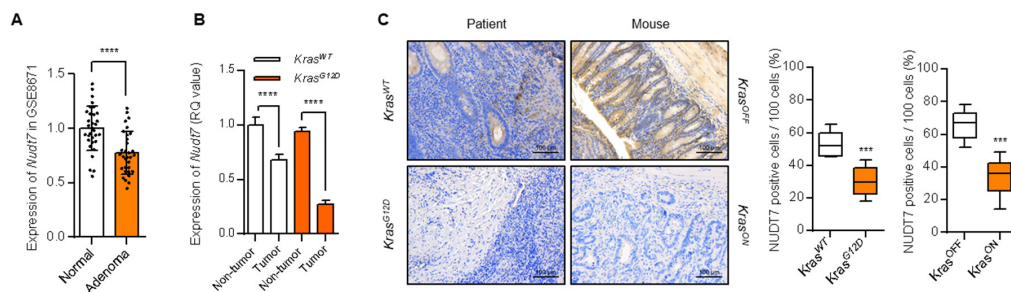 A
Expression of Nudt7 in GSE8671
1.5
1.0
0.5
0.0
****
Normal
Adenoma
B
Expression of Nudt7 (RQ value)
1.5
1.0
0.5
0.0
Kras^WT
Kras^G12D
****
****
Non-tumor
Tumor
Non-tumor
Tumor
C
Patient
Mouse
Kras^WT
Kras^OFF
100 μm
100 μm
Kras^G12D
Kras^ON
100 μm
100 μm
NUDT7 positive cells / 100 cells (%)
100
80
60
40
20
0
***
Kras^WT
Kras^G12D
NUDT7 positive cells / 100 cells (%)
100
80
60
40
20
0
***
Kras^OFF
Kras^ON